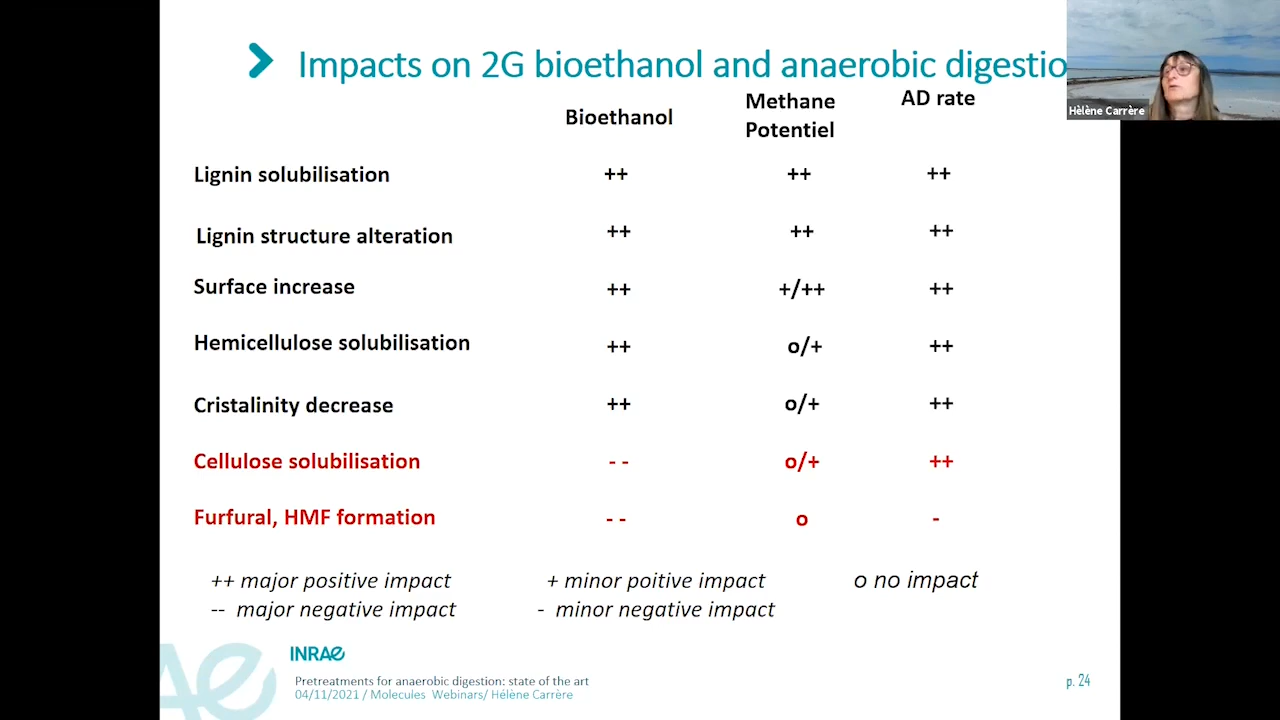 Impacts on 2G bioethanol and anaerobic digestio
Hélène Carrère
Bioethanol Methane Potentiel AD rate
Lignin solubilisation ++ ++ ++
Lignin structure alteration ++ ++ ++
Surface increase ++ +/++ ++
Hemicellulose solubilisation ++ o/+ ++
Cristalinity decrease ++ o/+ ++
Cellulose solubilisation - - o/+ ++
Furfural, HMF formation - - o -
++ major positive impact + minor poitive impact o no impact
-- major negative impact - minor negative impact
INRAE
Pretreatments for anaerobic digestion: state of the art
04/11/2021 / Molecules Webinars/ Hélène Carrère
p. 24